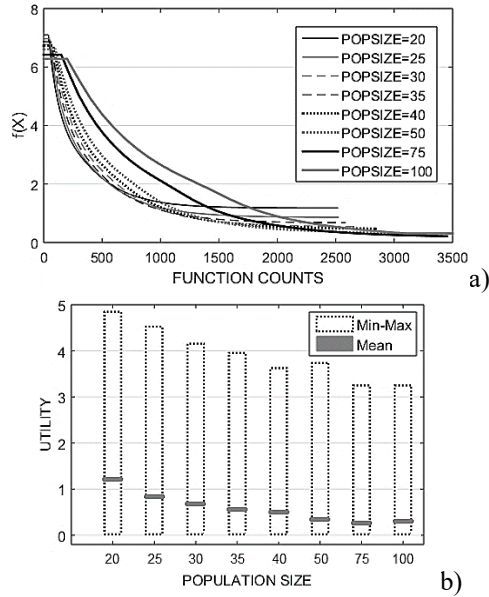 8
6
4
2
0
f(X)
POPSIZE=20
POPSIZE=25
POPSIZE=30
POPSIZE=35
POPSIZE=40
POPSIZE=50
POPSIZE=75
POPSIZE=100
0 500 1000 1500 2000 2500 3000 3500
FUNCTION COUNTS
a)
5
4
3
2
1
0
UTILITY
Min-Max
Mean
20 25 30 35 40 50 75 100
POPULATION SIZE
b)